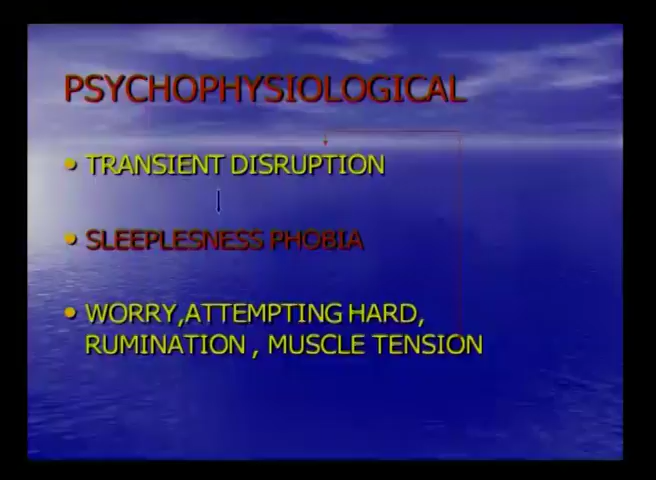 PSYCHOPHYSIOLOGICAL
• TRANSIENT DISRUPTION
• SLEEPLESNESS PHOBIA
• WORRY,ATTEMPTING HARD,
RUMINATION , MUSCLE TENSION